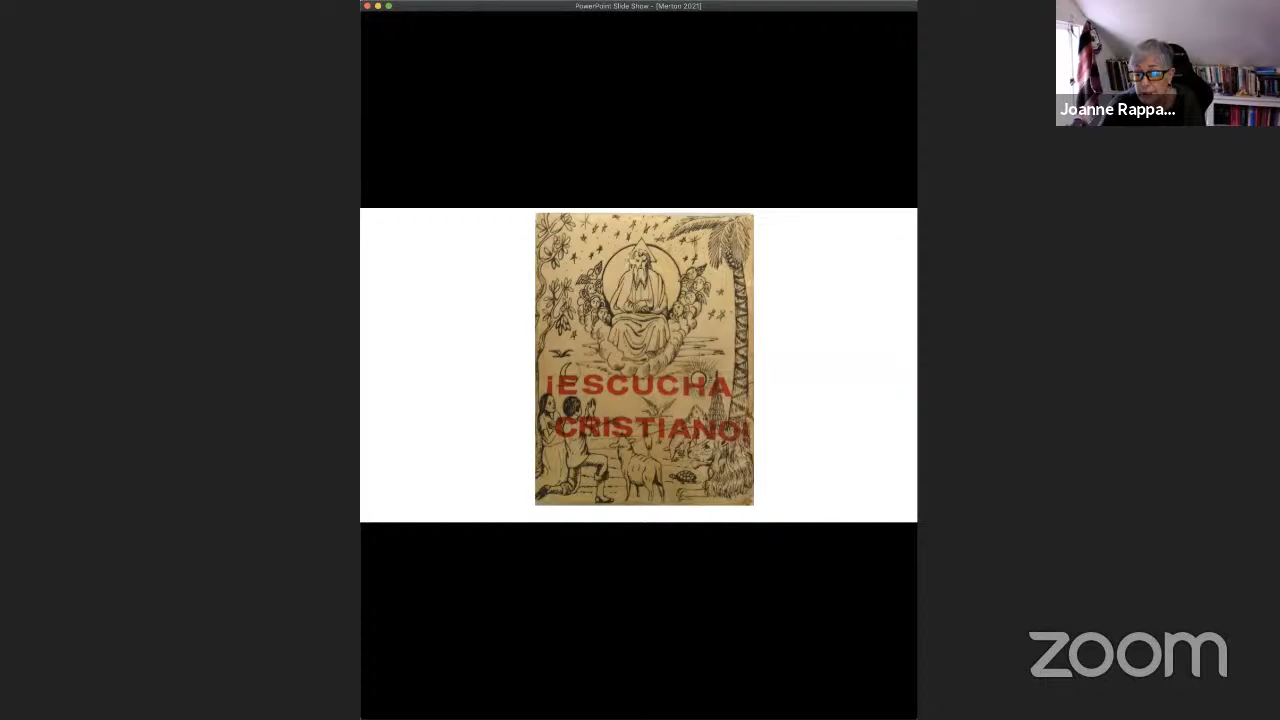 PowerPoint Slide Show - [Merton 2021]
Joanne Rappa...
¡ESCUCHA
CRISTIANO!
zoom